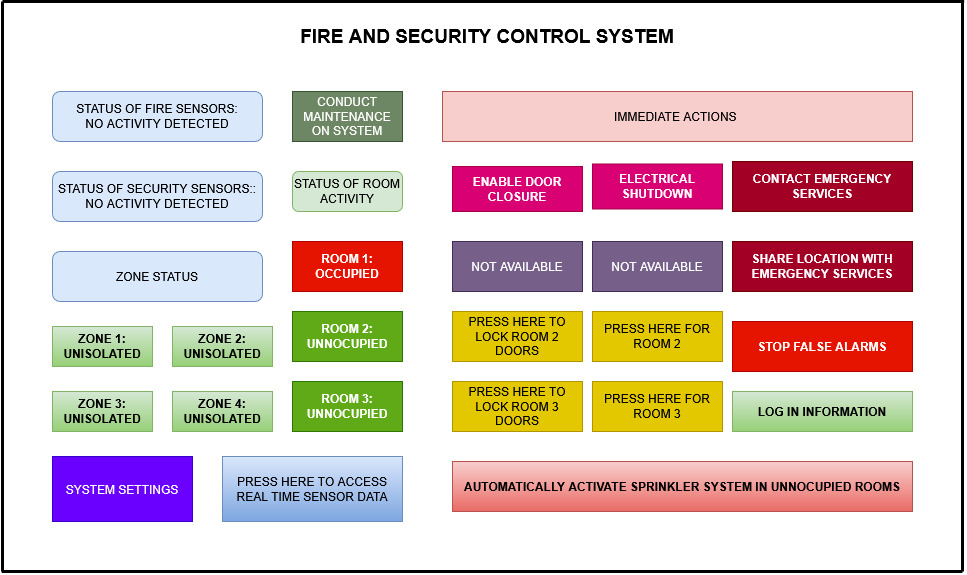 FIRE AND SECURITY CONTROL SYSTEM
STATUS OF FIRE SENSORS:
NO ACTIVITY DETECTED
CONDUCT
MAINTENANCE
ON SYSTEM
IMMEDIATE ACTIONS
STATUS OF SECURITY SENSORS::
NO ACTIVITY DETECTED
STATUS OF ROOM
ACTIVITY
ENABLE DOOR
CLOSURE
ELECTRICAL
SHUTDOWN
CONTACT EMERGENCY
SERVICES
ZONE STATUS
ROOM 1:
OCCUPIED
NOT AVAILABLE
NOT AVAILABLE
SHARE LOCATION WITH
EMERGENCY SERVICES
ZONE 1:
UNISOLATED
ZONE 2:
UNISOLATED
ROOM 2:
UNNOCUPIED
PRESS HERE TO
LOCK ROOM 2
DOORS
PRESS HERE FOR
ROOM 2
STOP FALSE ALARMS
ZONE 3:
UNISOLATED
ZONE 4:
UNISOLATED
ROOM 3:
UNNOCUPIED
PRESS HERE TO
LOCK ROOM 3
DOORS
PRESS HERE FOR
ROOM 3
LOG IN INFORMATION
SYSTEM SETTINGS
PRESS HERE TO ACCESS
REAL TIME SENSOR DATA
AUTOMATICALLY ACTIVATE SPRINKLER SYSTEM IN UNNOCUPIED ROOMS